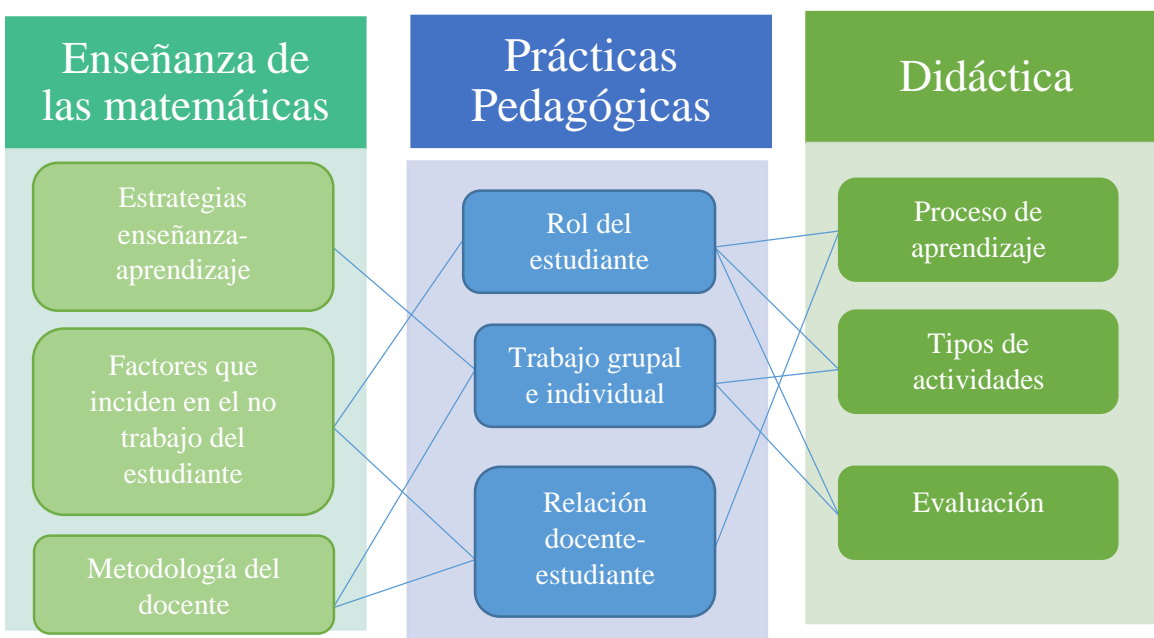 Enseñanza de
las matemáticas
Estrategias
enseñanza-
aprendizaje
Factores que
inciden en el no
trabajo del
estudiante
Metodología del
docente
Prácticas
Pedagógicas
Rol del
estudiante
Trabajo grupal
e individual
Relación
docente-
estudiante
Didáctica
Proceso de
aprendizaje
Tipos de
actividades
Evaluación